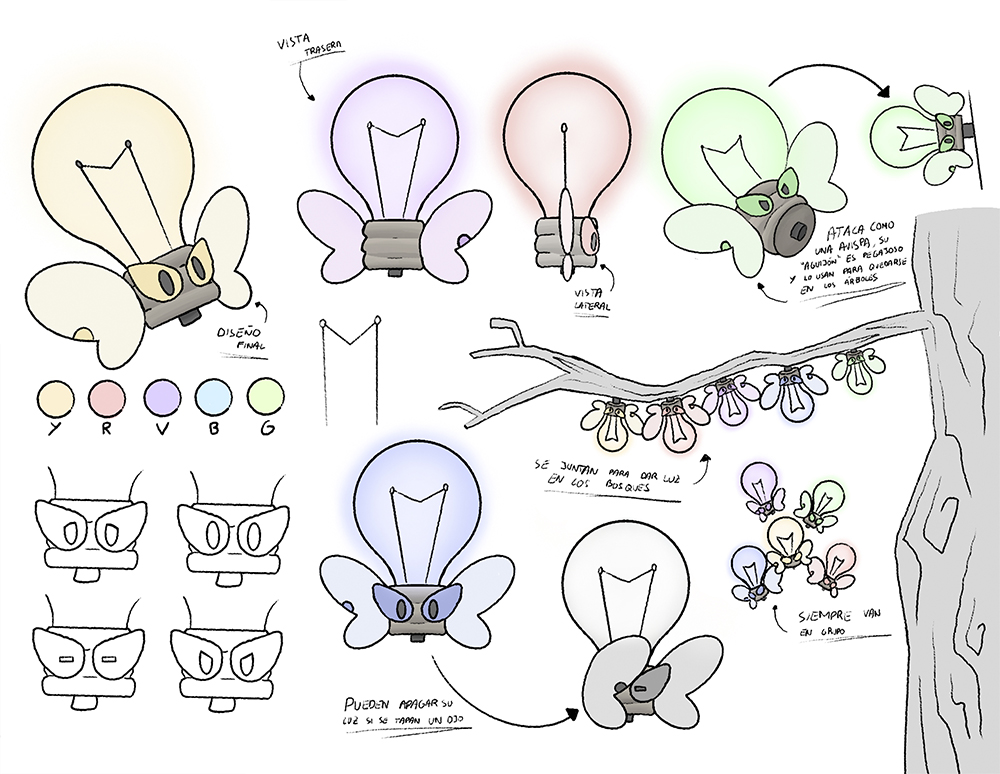 VISTA
TRASERA
DISEÑO
FINAL
VISTA
LATERAL
ATACA COMO
UNA AVISPA, SU
"AGUIJÓN" ES PEGAJOSO
Y LO USAN PARA QUEDARSE
EN LOS ÁRBOLES
Y R V B G
SE JUNTAN PARA DAR LUZ
EN LOS BOSQUES
SIEMPRE VAN
EN GRUPO
PUEDEN APAGAR SU
LUZ SI SE TAPAN UN OJO